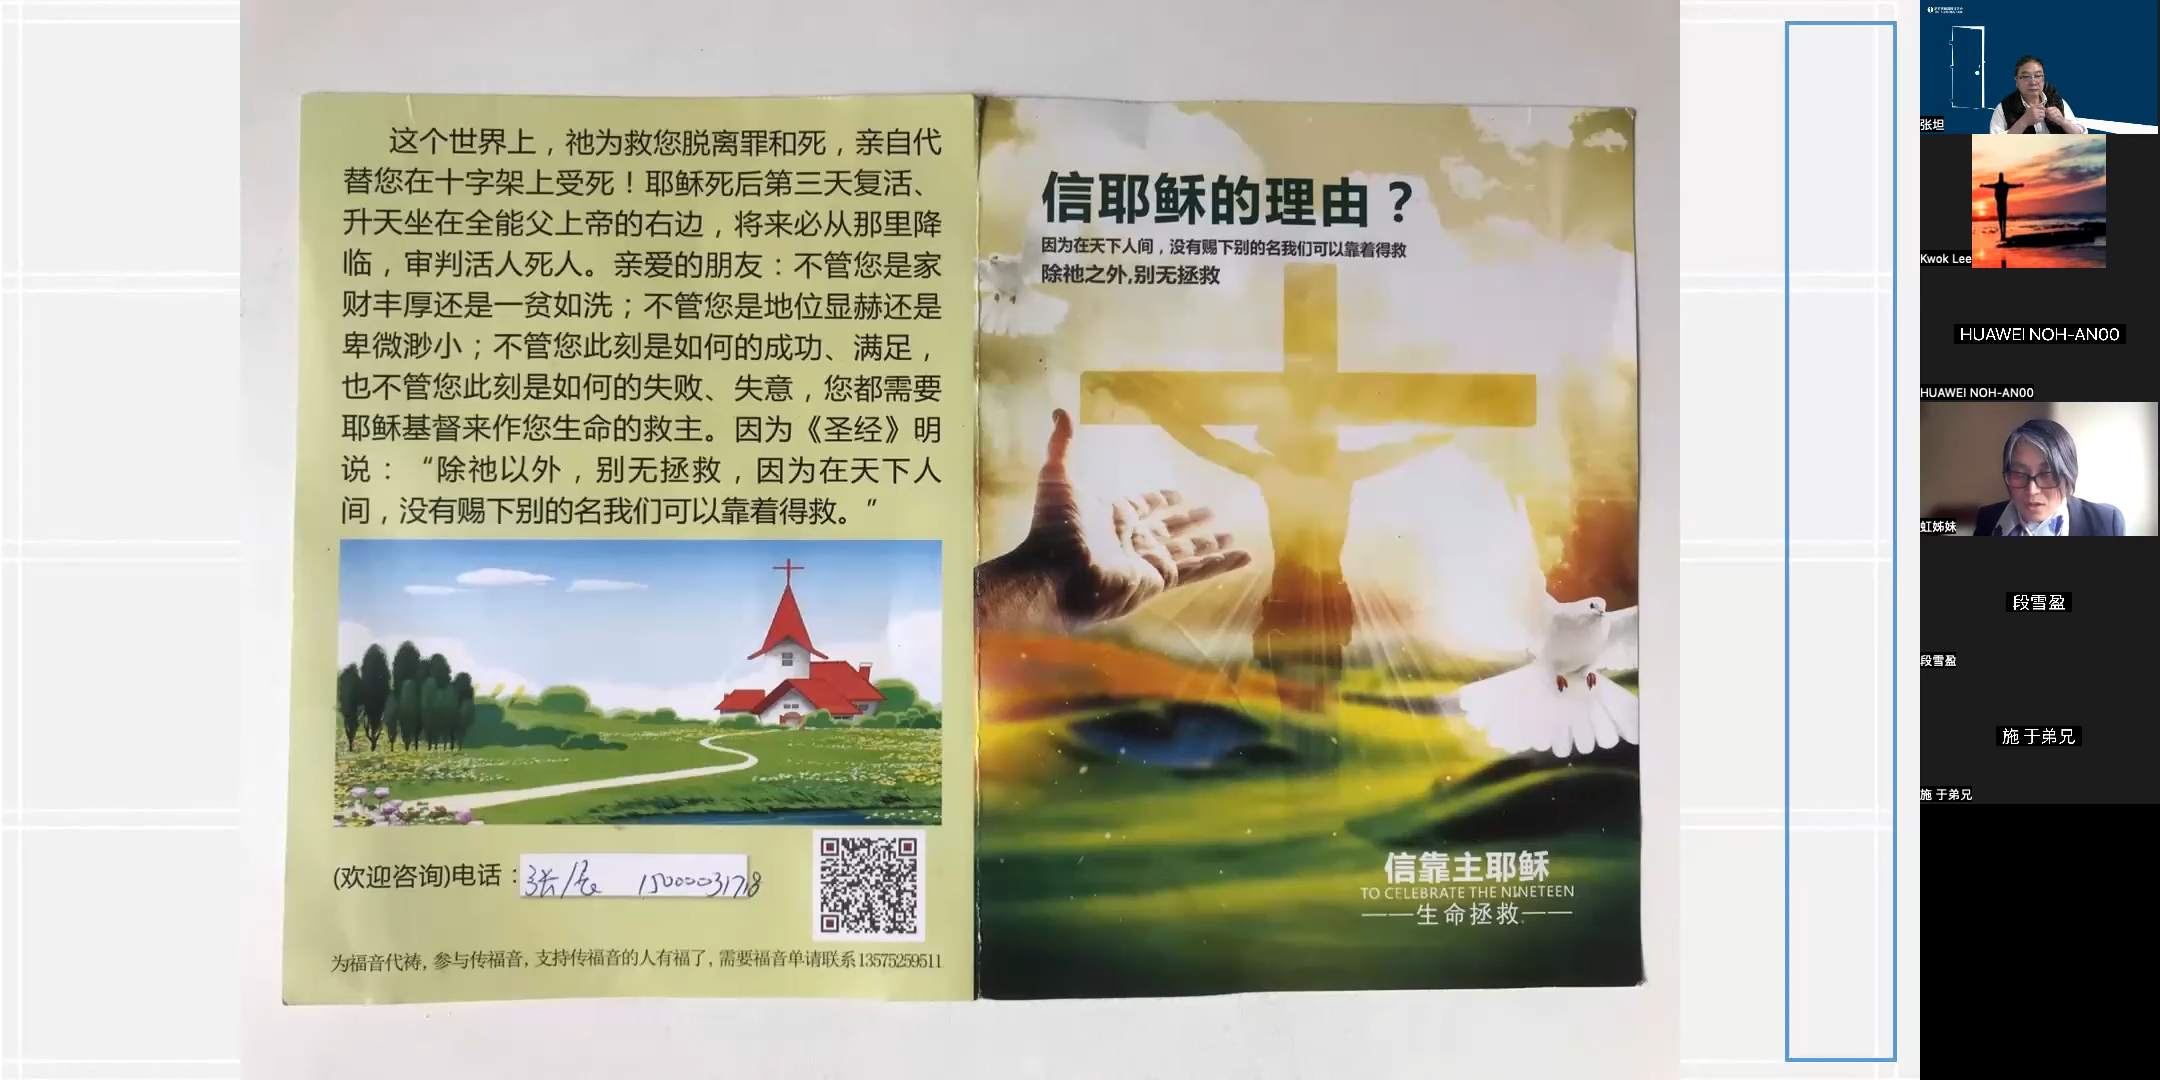 这个世界上，祂为救您脱离罪和死，亲自代
替您在十字架上受死！耶稣死后第三天复活、
升天坐在全能父上帝的右边，将来必从那里降
临，审判活人死人。亲爱的朋友：不管您是家
财丰厚还是一贫如洗；不管您是地位显赫还是
卑微渺小；不管您此刻是如何的成功、满足，
也不管您此刻是如何的失败、失意，您都需要
耶稣基督来作您生命的救主。因为《圣经》明
说：“除祂以外，别无拯救，因为在天下人
间，没有赐下别的名我们可以靠着得救。”
(欢迎咨询)电话：
15000031718
为福音代祷, 参与传福音, 支持传福音的人有福了, 需要福音单请联系 13575259511
信耶稣的理由？
因为在天下人间，没有赐下别的名我们可以靠着得救
除祂之外,别无拯救
信靠主耶稣
TO CELEBRATE THE NINETEEN
——生命拯救——
张坦
Kwok Lee
HUAWEI NOH-AN00
HUAWEI NOH-AN00
虹姊妹
段雪盈
段雪盈
施 于弟兄
施 于弟兄